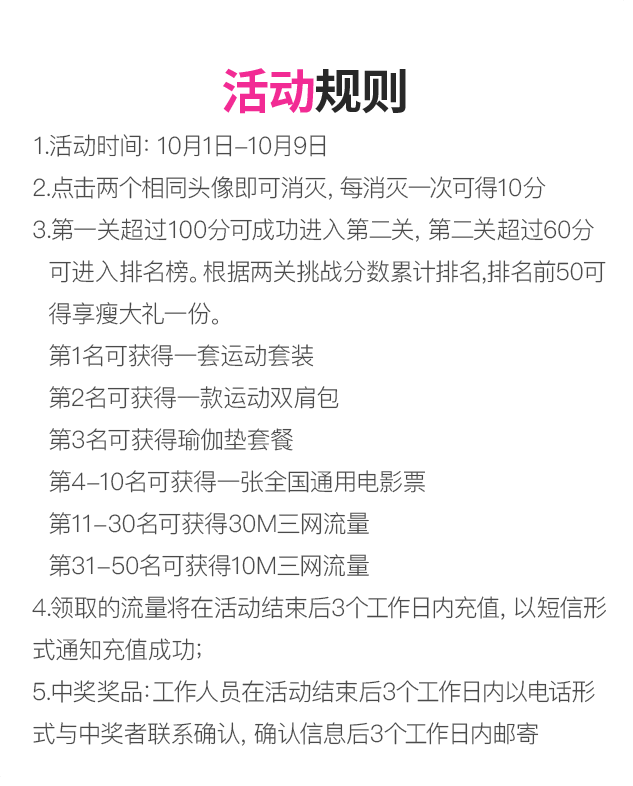 活动规则
1.活动时间：10月1日-10月9日
2.点击两个相同头像即可消灭，每消灭一次可得10分
3.第一关超过100分可成功进入第二关，第二关超过60分
可进入排名榜。根据两关挑战分数累计排名,排名前50可
得享瘦大礼一份。
第1名可获得一套运动套装
第2名可获得一款运动双肩包
第3名可获得瑜伽垫套餐
第4-10名可获得一张全国通用电影票
第11-30名可获得30M三网流量
第31-50名可获得10M三网流量
4.领取的流量将在活动结束后3个工作日内充值，以短信形
式通知充值成功；
5.中奖奖品：工作人员在活动结束后3个工作日内以电话形
式与中奖者联系确认，确认信息后3个工作日内邮寄